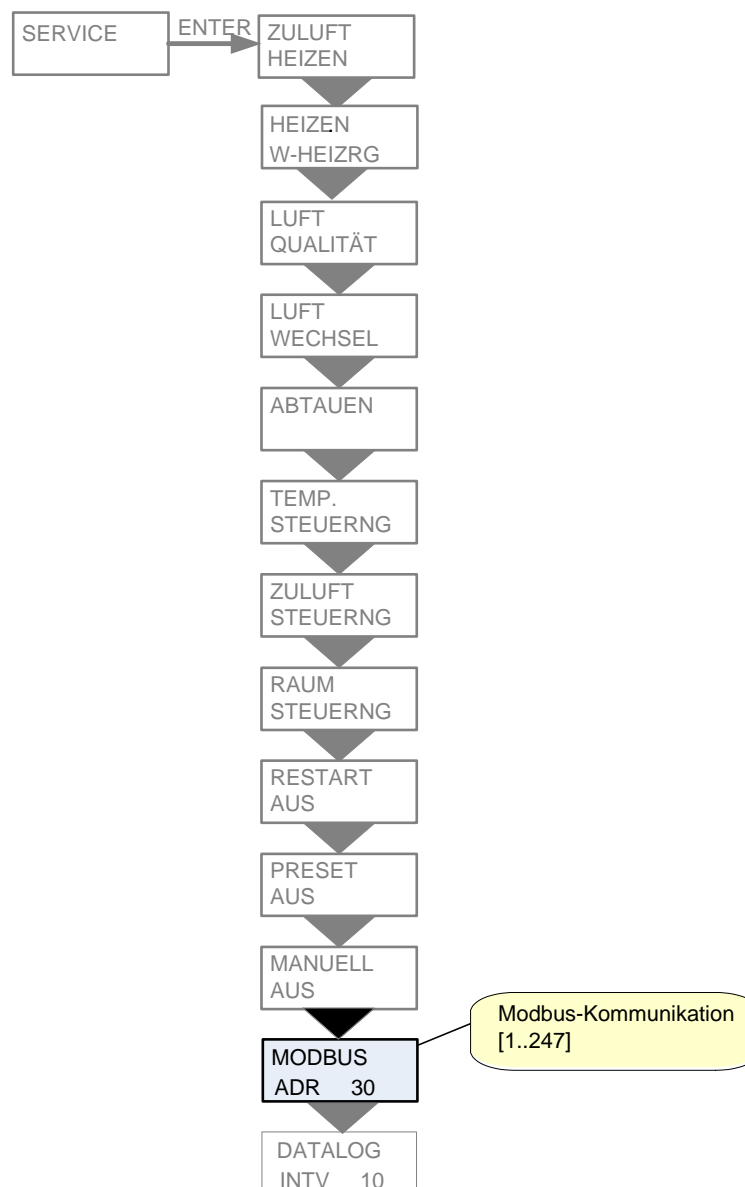 SERVICE
ENTER
ZULUFT
HEIZEN
HEIZEN
W-HEIZRG
LUFT
QUALITÄT
LUFT
WECHSEL
ABTAUEN
TEMP.
STEUERNG
ZULUFT
STEUERNG
RAUM
STEUERNG
RESTART
AUS
PRESET
AUS
MANUELL
AUS
Modbus-Kommunikation
[1..247]
MODBUS
ADR 30
DATALOG
INTV 10